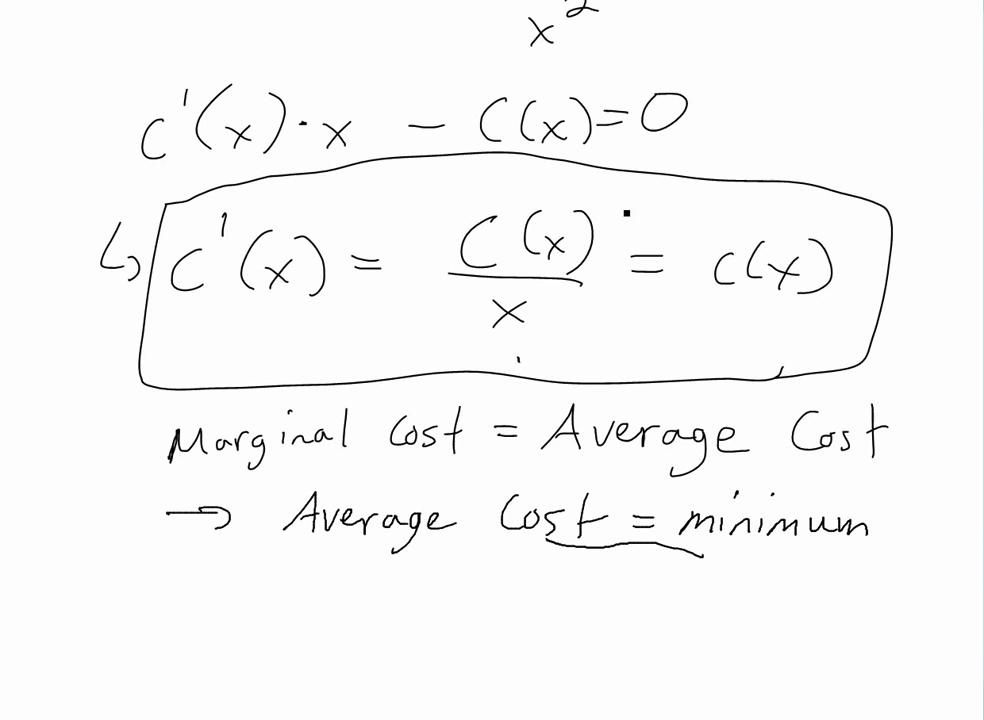 x²
C'(x)·x - C(x)=0
↳ C'(x) = C(x)/x = c(x)
Marginal Cost = Average Cost
→ Average Cost = minimum